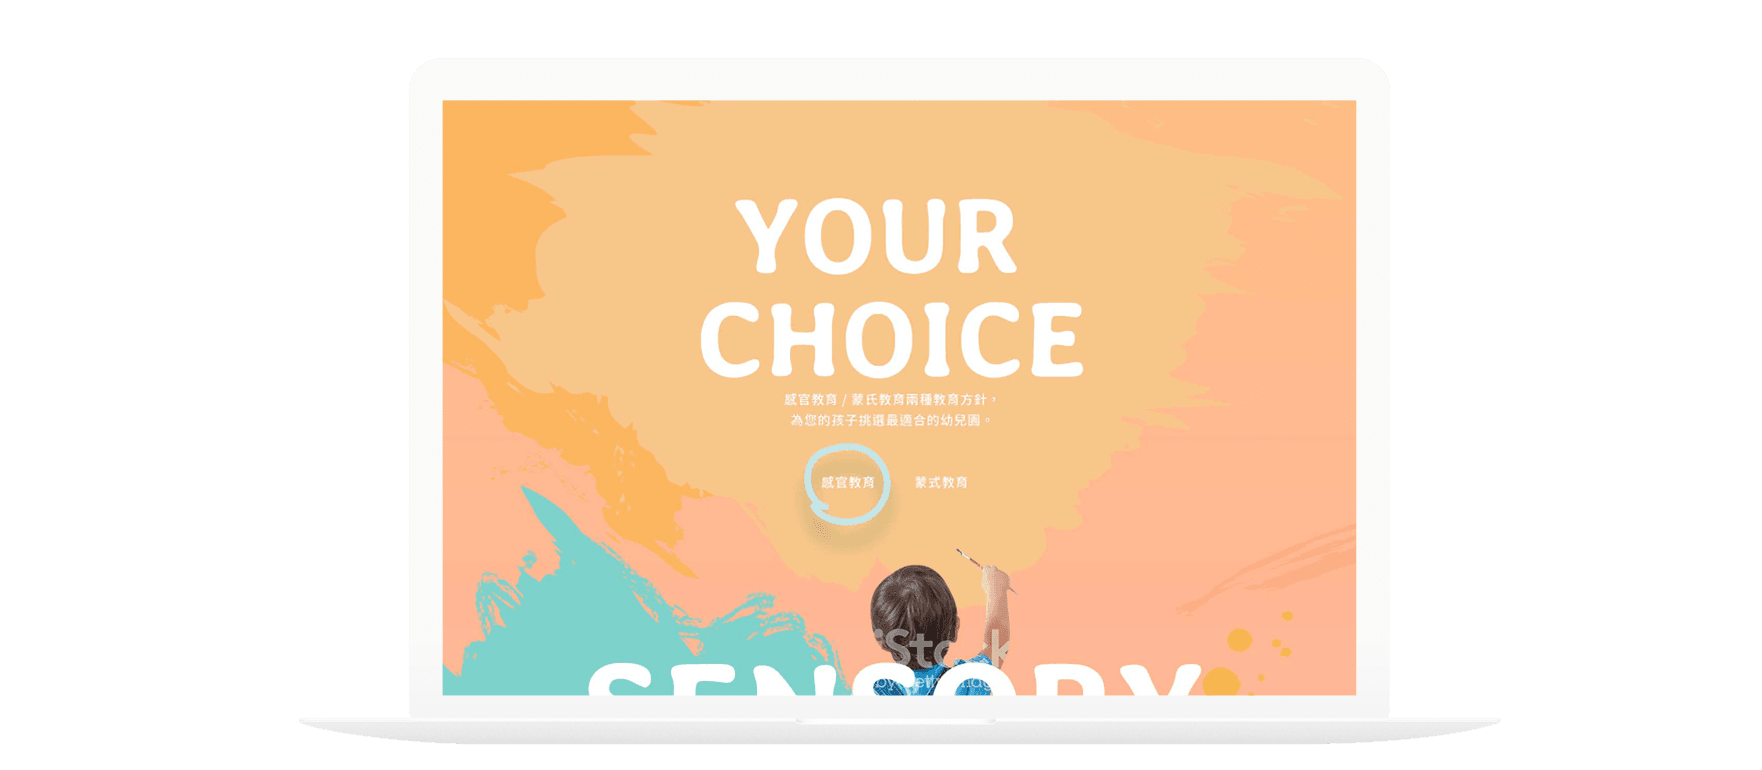 YOUR
CHOICE
感官教育 / 蒙氏教育兩種教育方針，
為您的孩子挑選最適合的幼兒園。
感官教育 蒙式教育
iStock
SENSORY